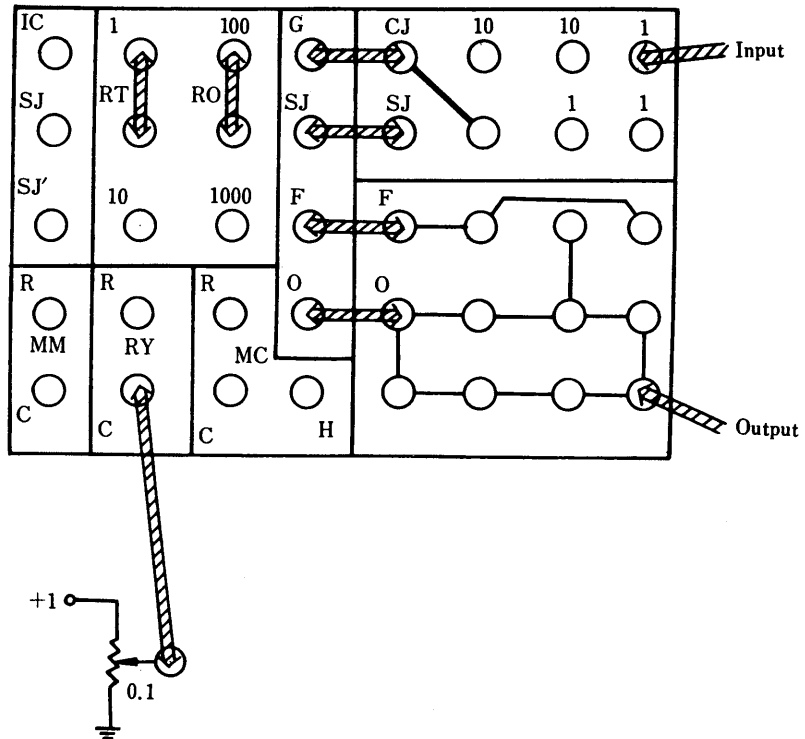 IC 1 100 G CJ 10 10 1 Input
RT RO
SJ SJ SJ 1 1
SJ′ 10 1000 F F
R R R O O
MM RY MC
C C C H Output
+1
0.1